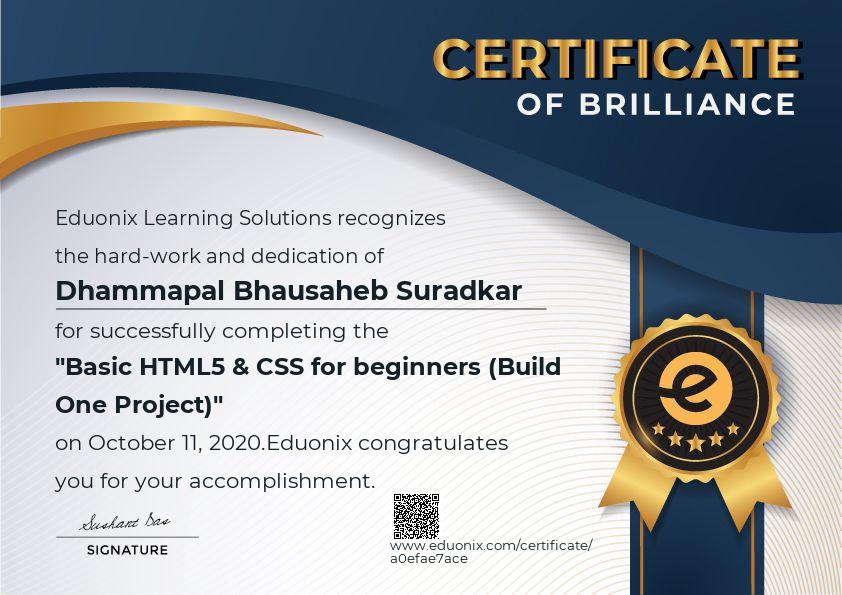 CERTIFICATE
OF BRILLIANCE
Eduonix Learning Solutions recognizes
the hard-work and dedication of
Dhammapal Bhausaheb Suradkar
for successfully completing the
"Basic HTML5 & CSS for beginners (Build
One Project)"
on October 11, 2020.Eduonix congratulates
you for your accomplishment.
Sushant Das
SIGNATURE
www.eduonix.com/certificate/
a0efae7ace
e